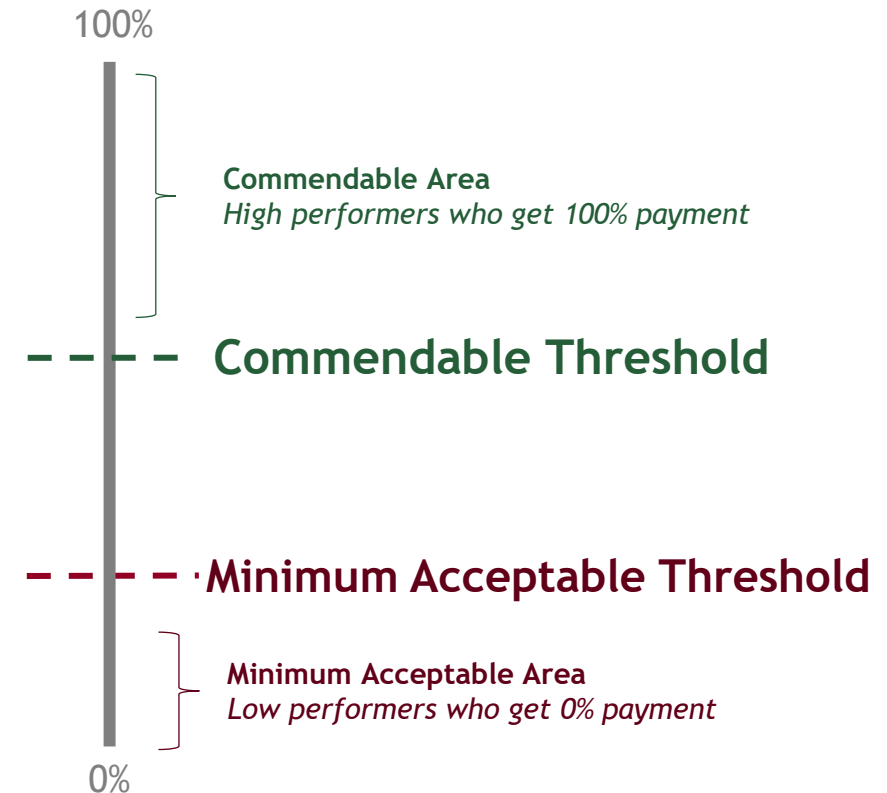 100%
Commendable Area
High performers who get 100% payment
Commendable Threshold
Minimum Acceptable Threshold
Minimum Acceptable Area
Low performers who get 0% payment
0%